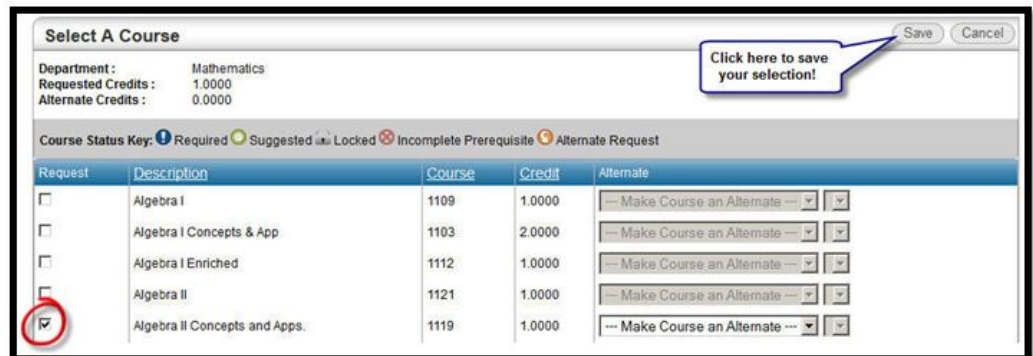 Select A Course
Save
Cancel
Click here to save
your selection!
Department : Mathematics
Requested Credits : 1.0000
Alternate Credits : 0.0000
Course Status Key: Required Suggested Locked Incomplete Prerequisite Alternate Request
Request Description Course Credit Alternate
Algebra I 1109 1.0000 --- Make Course an Alternate ---
Algebra I Concepts & App 1103 2.0000 --- Make Course an Alternate ---
Algebra I Enriched 1112 1.0000 --- Make Course an Alternate ---
Algebra II 1121 1.0000 --- Make Course an Alternate ---
Algebra II Concepts and Apps. 1119 1.0000 --- Make Course an Alternate ---